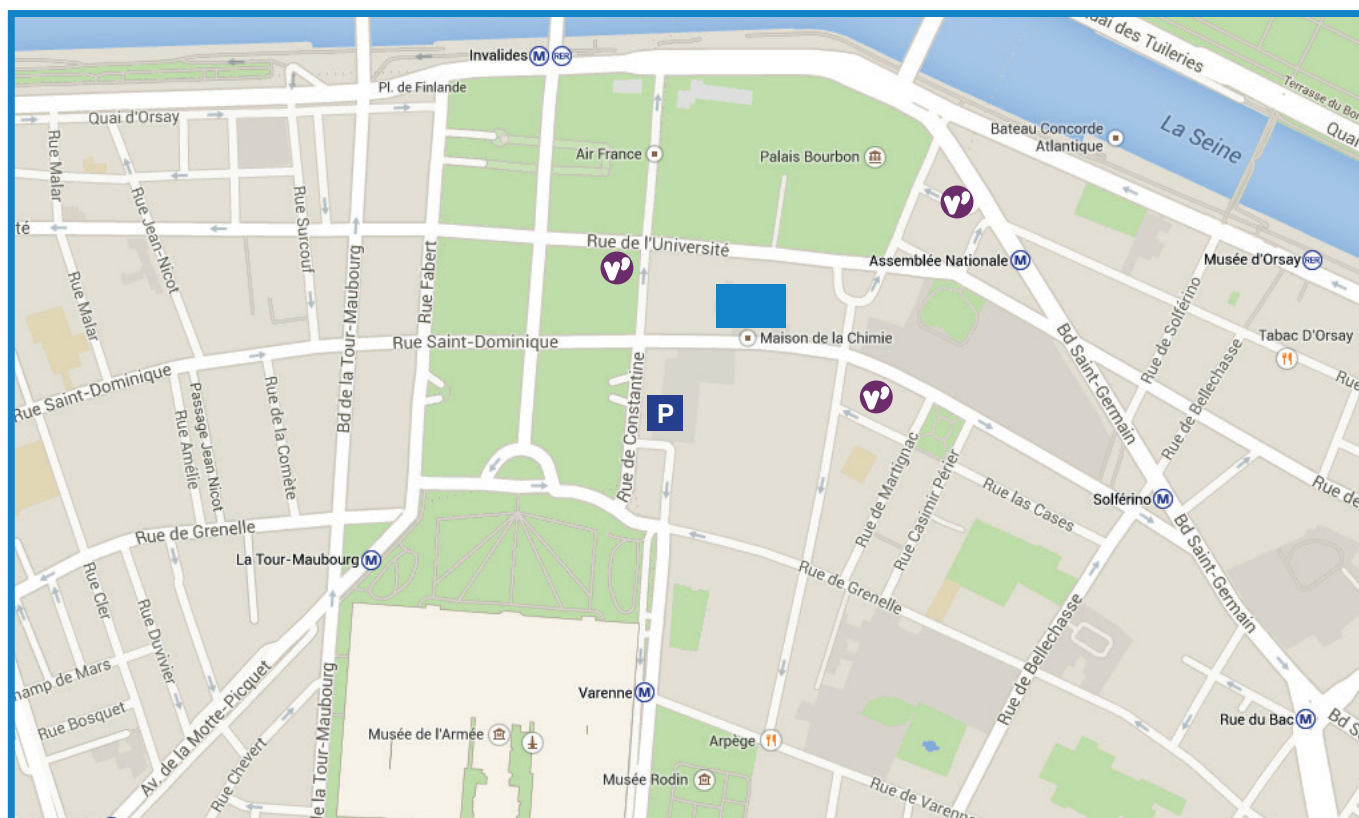 Quai des Tuileries
Invalides M RER
Terrasse du Bor
Pl. de Finlande
Quai d'Orsay
Quai
La Seine
Bateau Concorde
Atlantique
Rue Malar
Air France
Palais Bourbon
Rue Jean-Nicot
Rue Surcouf
v'
té
Rue de l'Université
Assemblée Nationale M
Musée d'Orsay RER
v'
Rue Fabert
Bd de la Tour-Maubourg
Rue Malar
Rue de Solférino
Rue Saint-Dominique
Maison de la Chimie
Tabac D'Orsay
Bd Saint-Germain
Rue Saint-Dominique
Rue de Bellechasse
Rue
v'
P
Rue de Constantine
Passage Jean Nicot
Rue Amélie
Rue de la Comète
Rue de Martignac
Rue Casimir Périer
Rue las Cases
Solférino M
Rue de
Rue de Grenelle
Bd Saint-Germain
La Tour-Maubourg M
Rue de Grenelle
Rue Cler
Rue Duvivier
Rue de Bellechasse
hamp de Mars
Varenne M
Rue Bosquet
Av. de la Motte-Picquet
Rue Chevert
de la Tour-Maubourg
Musée de l'Armée
Arpège
Rue du Bac M
Bd S
Musée Rodin
Rue de Varenn